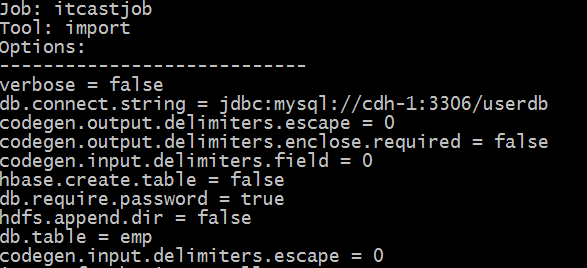 Job: itcastjob
Tool: import
Options:
----------------------------
verbose = false
db.connect.string = jdbc:mysql://cdh-1:3306/userdb
codegen.output.delimiters.escape = 0
codegen.output.delimiters.enclose.required = false
codegen.input.delimiters.field = 0
hbase.create.table = false
db.require.password = true
hdfs.append.dir = false
db.table = emp
codegen.input.delimiters.escape = 0